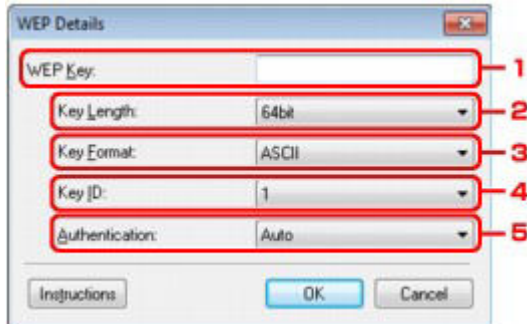 WEP Details
WEP Key: 1
Key Length: 64bit 2
Key Format: ASCII 3
Key ID: 1 4
Authentication: Auto 5
Instructions OK Cancel